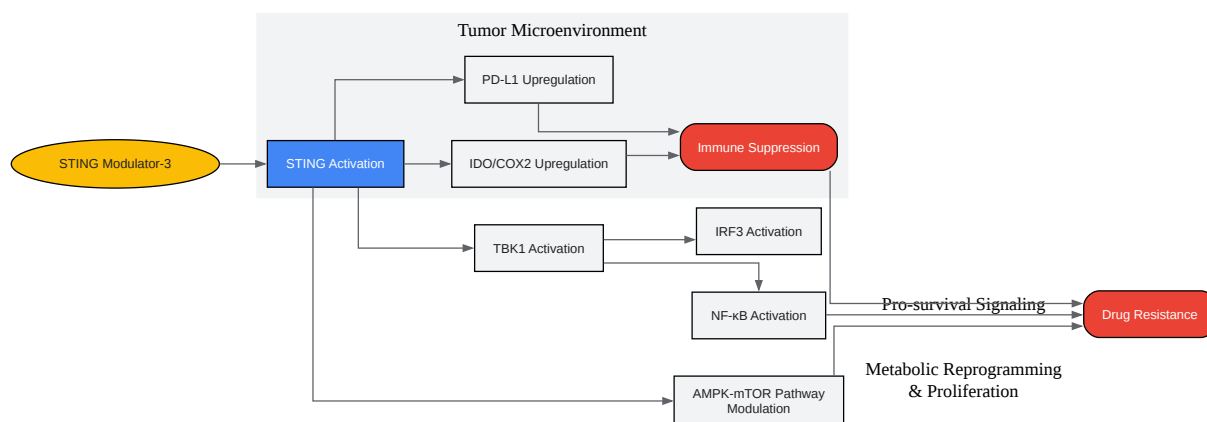 Tumor Microenvironment
PD-L1 Upregulation
STING Modulator-3
STING Activation
IDO/COX2 Upregulation
Immune Suppression
TBK1 Activation
IRF3 Activation
NF-κB Activation
Pro-survival Signaling
Drug Resistance
AMPK-mTOR Pathway
Modulation
Metabolic Reprogramming
& Proliferation